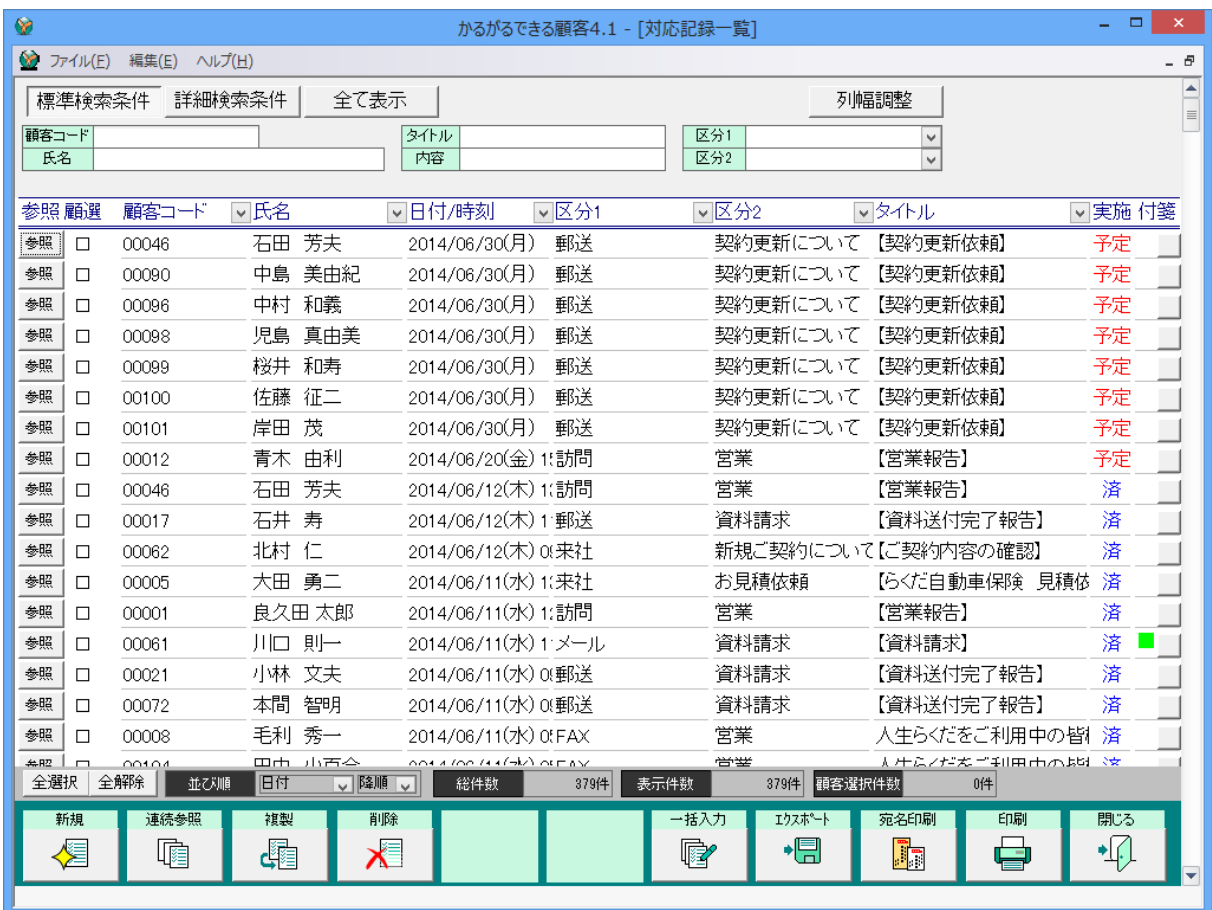 かるがるできる顧客4.1 - [対応記録一覧]
ファイル(F) 編集(E) ヘルプ(H)
標準検索条件 詳細検索条件 全て表示 列幅調整
顧客コード タイトル 区分1
氏名 内容 区分2
参照 顧選 顧客コード 氏名 日付/時刻 区分1 区分2 タイトル 実施 付箋
参照 00046 石田 芳夫 2014/06/30(月) 郵送 契約更新について 【契約更新依頼】 予定
参照 00090 中島 美由紀 2014/06/30(月) 郵送 契約更新について 【契約更新依頼】 予定
参照 00096 中村 和義 2014/06/30(月) 郵送 契約更新について 【契約更新依頼】 予定
参照 00098 児島 真由美 2014/06/30(月) 郵送 契約更新について 【契約更新依頼】 予定
参照 00099 桜井 和寿 2014/06/30(月) 郵送 契約更新について 【契約更新依頼】 予定
参照 00100 佐藤 征二 2014/06/30(月) 郵送 契約更新について 【契約更新依頼】 予定
参照 00101 岸田 茂 2014/06/30(月) 郵送 契約更新について 【契約更新依頼】 予定
参照 00012 青木 由利 2014/06/20(金) 訪問 営業 【営業報告】 予定
参照 00046 石田 芳夫 2014/06/12(木) 訪問 営業 【営業報告】 済
参照 00017 石井 寿 2014/06/12(木) 郵送 資料請求 【資料送付完了報告】 済
参照 00062 北村 仁 2014/06/12(木) 来社 新規ご契約について 【ご契約内容の確認】 済
参照 00005 大田 勇二 2014/06/11(水) 来社 お見積依頼 【らくだ自動車保険 見積依 済
参照 00001 良久田 太郎 2014/06/11(水) 訪問 営業 【営業報告】 済
参照 00061 川口 則一 2014/06/11(水) メール 資料請求 【資料請求】 済
参照 00021 小林 文夫 2014/06/11(水) 郵送 資料請求 【資料送付完了報告】 済
参照 00072 本間 智明 2014/06/11(水) 郵送 資料請求 【資料送付完了報告】 済
参照 00008 毛利 秀一 2014/06/11(水) FAX 営業 人生らくだをご利用中の皆 済
全選択 全解除 並び順 日付 降順 総件数 379件 表示件数 379件 顧客選択件数 0件
新規 連続参照 複製 削除 一括入力 エクスポート 宛名印刷 印刷 閉じる